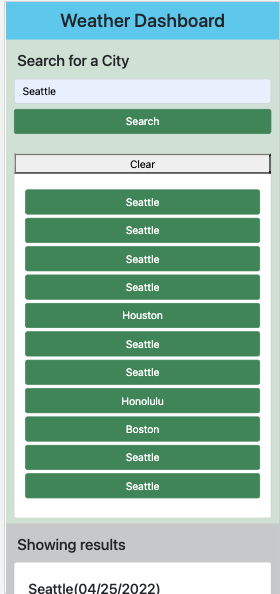 Weather Dashboard
Search for a City
Seattle
Search
Clear
Seattle
Seattle
Seattle
Seattle
Houston
Seattle
Seattle
Honolulu
Boston
Seattle
Seattle
Showing results
Seattle(04/25/2022)